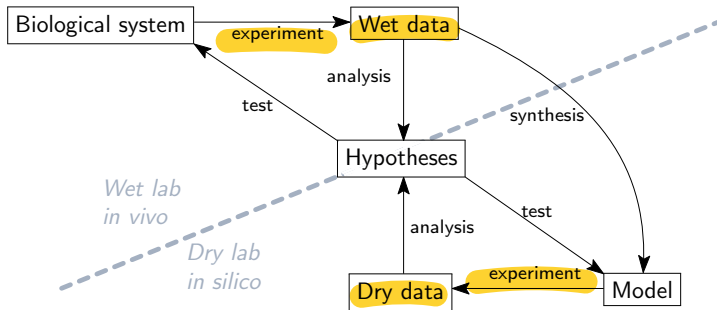 Biological system
experiment
Wet data
analysis
test
synthesis
Hypotheses
Wet lab
in vivo
test
analysis
Dry lab
in silico
experiment
Dry data
Model